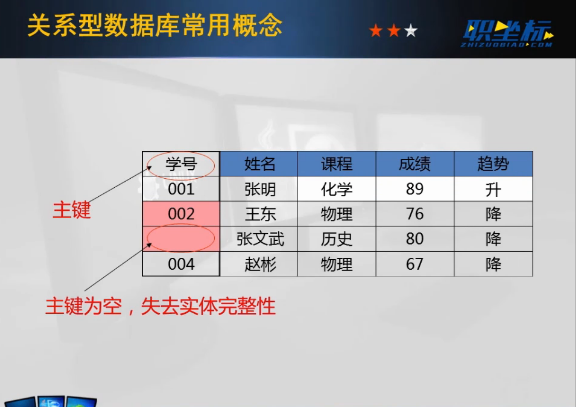 关系型数据库常用概念
职坐标
ZHIZUOBIAO.COM
学号 姓名 课程 成绩 趋势
001 张明 化学 89 升
主键
002 王东 物理 76 降
张文武 历史 80 降
004 赵彬 物理 67 降
主键为空，失去实体完整性